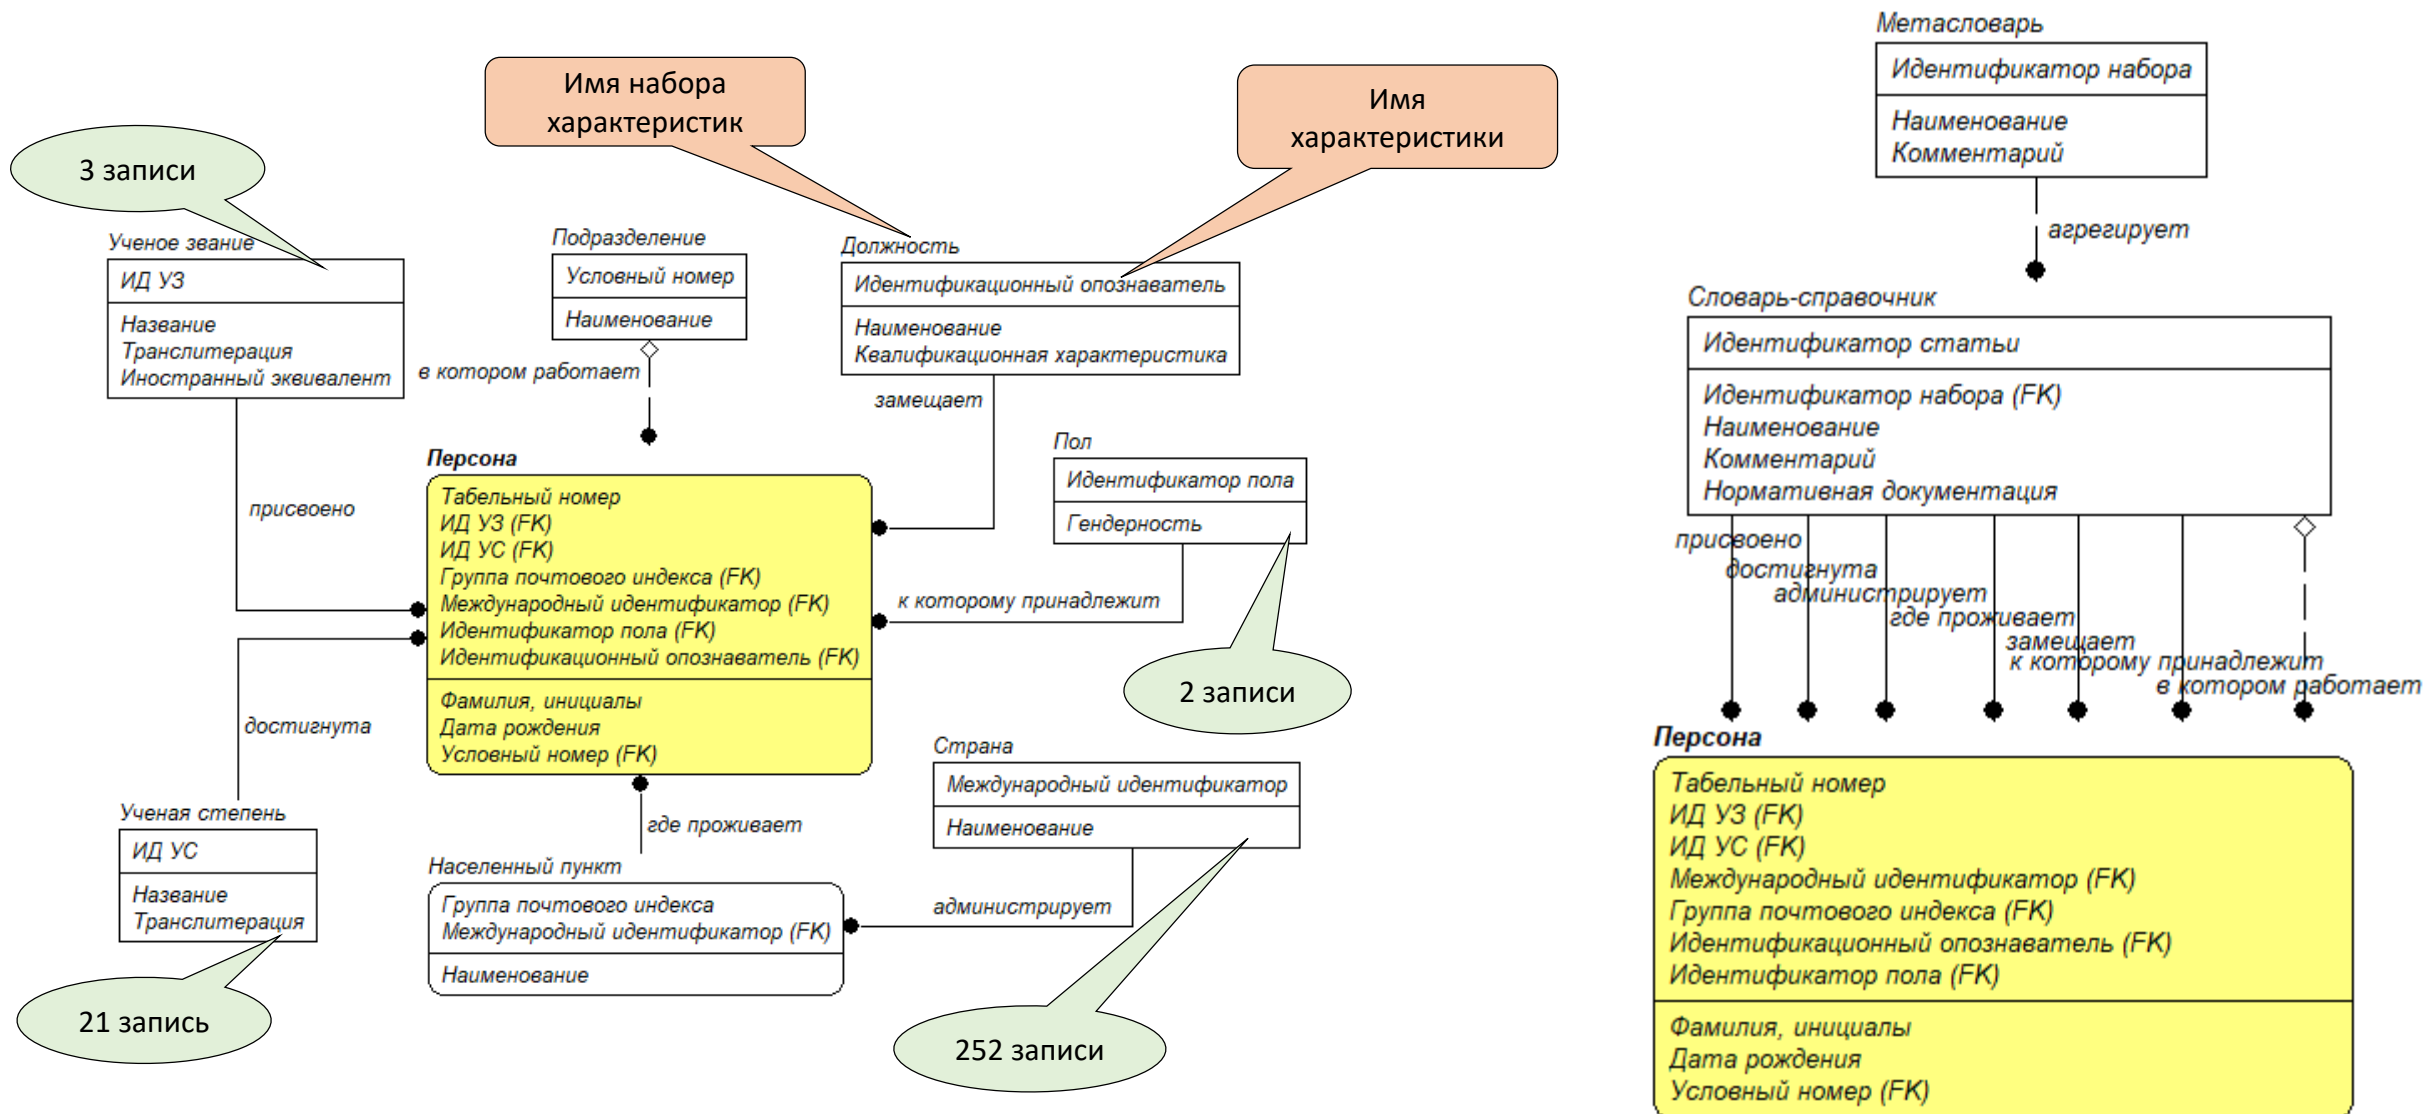 Имя набора
характеристик
Имя
характеристики
3 записи
Ученое звание
ИД УЗ
Название
Транслитерация
Иностранный эквивалент
Подразделение
Условный номер
Наименование
в котором работает
Должность
Идентификационный опознаватель
Наименование
Квалификационная характеристика
замещает
Пол
Идентификатор пола
Гендерность
к которому принадлежит
2 записи
присвоено
Персона
Табельный номер
ИД УЗ (FK)
ИД УС (FK)
Группа почтового индекса (FK)
Международный идентификатор (FK)
Идентификатор пола (FK)
Идентификационный опознаватель (FK)
Фамилия, инициалы
Дата рождения
Условный номер (FK)
достигнута
Ученая степень
ИД УС
Название
Транслитерация
21 запись
где проживает
Населенный пункт
Группа почтового индекса
Международный идентификатор (FK)
Наименование
Страна
Международный идентификатор
Наименование
администрирует
252 записи
Метасловарь
Идентификатор набора
Наименование
Комментарий
агрегирует
Словарь-справочник
Идентификатор статьи
Идентификатор набора (FK)
Наименование
Комментарий
Нормативная документация
присвоено
достигнута
администрирует
где проживает
замещает
к которому принадлежит
в котором работает
Персона
Табельный номер
ИД УЗ (FK)
ИД УС (FK)
Международный идентификатор (FK)
Группа почтового индекса (FK)
Идентификационный опознаватель (FK)
Идентификатор пола (FK)
Фамилия, инициалы
Дата рождения
Условный номер (FK)